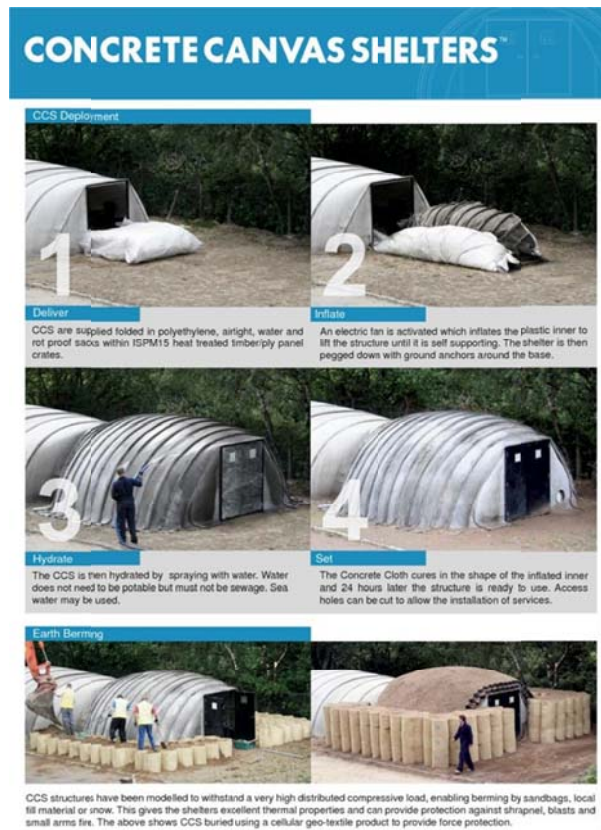 CONCRETE CANVAS SHELTERS™
CCS Deployment
1
2
Deliver
CCS are supplied folded in polyethylene, airtight, water and
rot proof sacks within ISPM15 heat treated timber/ply panel
crates.
Inflate
An electric fan is activated which inflates the plastic inner to
lift the structure until it is self supporting. The shelter is then
pegged down with ground anchors around the base.
3
4
Hydrate
The CCS is then hydrated by spraying with water. Water
does not need to be potable but must not be sewage. Sea
water may be used.
Set
The Concrete Cloth cures in the shape of the inflated inner
and 24 hours later the structure is ready to use. Access
holes can be cut to allow the installation of services.
Earth Berming
CCS structures have been modelled to withstand a very high distributed compressive load, enabling berming by sandbags, local
fill material or snow. This gives the shelters excellent thermal properties and can provide protection against shrapnel, blasts and
small arms fire. The above shows CCS buried using a cellular geo-textile product to provide force protection.